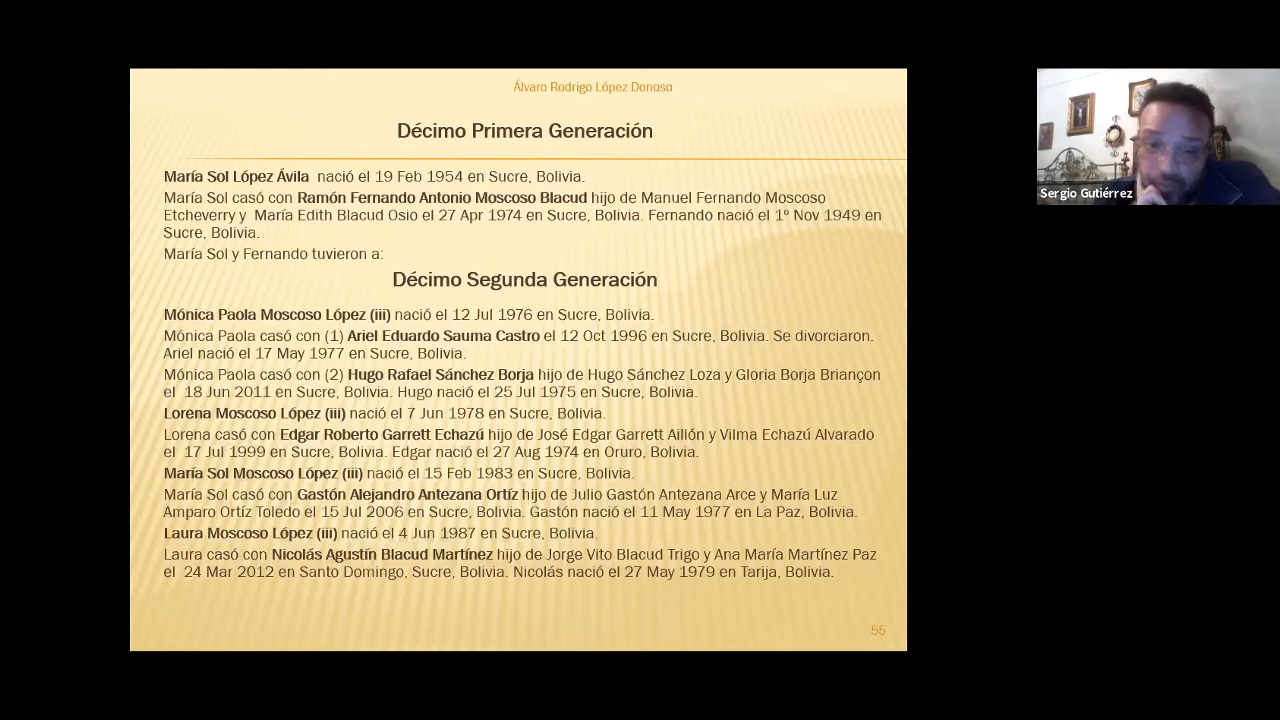 Álvaro Rodrigo López Donoso
Décimo Primera Generación
María Sol López Ávila nació el 19 Feb 1954 en Sucre, Bolivia.
María Sol casó con Ramón Fernando Antonio Moscoso Blacud hijo de Manuel Fernando Moscoso
Etcheverry y María Edith Blacud Osio el 27 Apr 1974 en Sucre, Bolivia. Fernando nació el 1º Nov 1949 en
Sucre, Bolivia.
María Sol y Fernando tuvieron a:
Décimo Segunda Generación
Mónica Paola Moscoso López (iii) nació el 12 Jul 1976 en Sucre, Bolivia.
Mónica Paola casó con (1) Ariel Eduardo Sauma Castro el 12 Oct 1996 en Sucre, Bolivia. Se divorciaron.
Ariel nació el 17 May 1977 en Sucre, Bolivia.
Mónica Paola casó con (2) Hugo Rafael Sánchez Borja hijo de Hugo Sánchez Loza y Gloria Borja Briançon
el 18 Jun 2011 en Sucre, Bolivia. Hugo nació el 25 Jul 1975 en Sucre, Bolivia.
Lorena Moscoso López (iii) nació el 7 Jun 1978 en Sucre, Bolivia.
Lorena casó con Edgar Roberto Garrett Echazú hijo de José Edgar Garrett Aillón y Vilma Echazú Alvarado
el 17 Jul 1999 en Sucre, Bolivia. Edgar nació el 27 Aug 1974 en Oruro, Bolivia.
María Sol Moscoso López (iii) nació el 15 Feb 1983 en Sucre, Bolivia.
María Sol casó con Gastón Alejandro Antezana Ortíz hijo de Julio Gastón Antezana Arce y María Luz
Amparo Ortíz Toledo el 15 Jul 2006 en Sucre, Bolivia. Gastón nació el 11 May 1977 en La Paz, Bolivia.
Laura Moscoso López (iii) nació el 4 Jun 1987 en Sucre, Bolivia.
Laura casó con Nicolás Agustín Blacud Martínez hijo de Jorge Vito Blacud Trigo y Ana María Martínez Paz
el 24 Mar 2012 en Santo Domingo, Sucre, Bolivia. Nicolás nació el 27 May 1979 en Tarija, Bolivia.
55
Sergio Gutiérrez